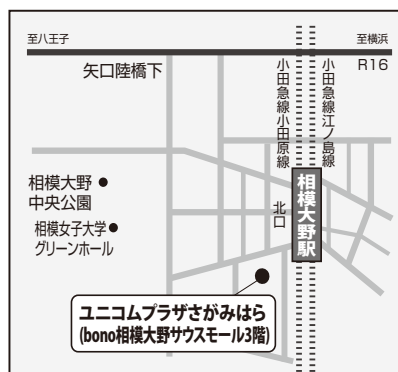 至八王子
至横浜
矢口陸橋下
R16
小田急線小田原線
小田急線江ノ島線
相模大野
中央公園
相模大野駅
北口
相模女子大学
グリーンホール
ユニコムプラザさがみはら
(bono相模大野サウスモール3階)